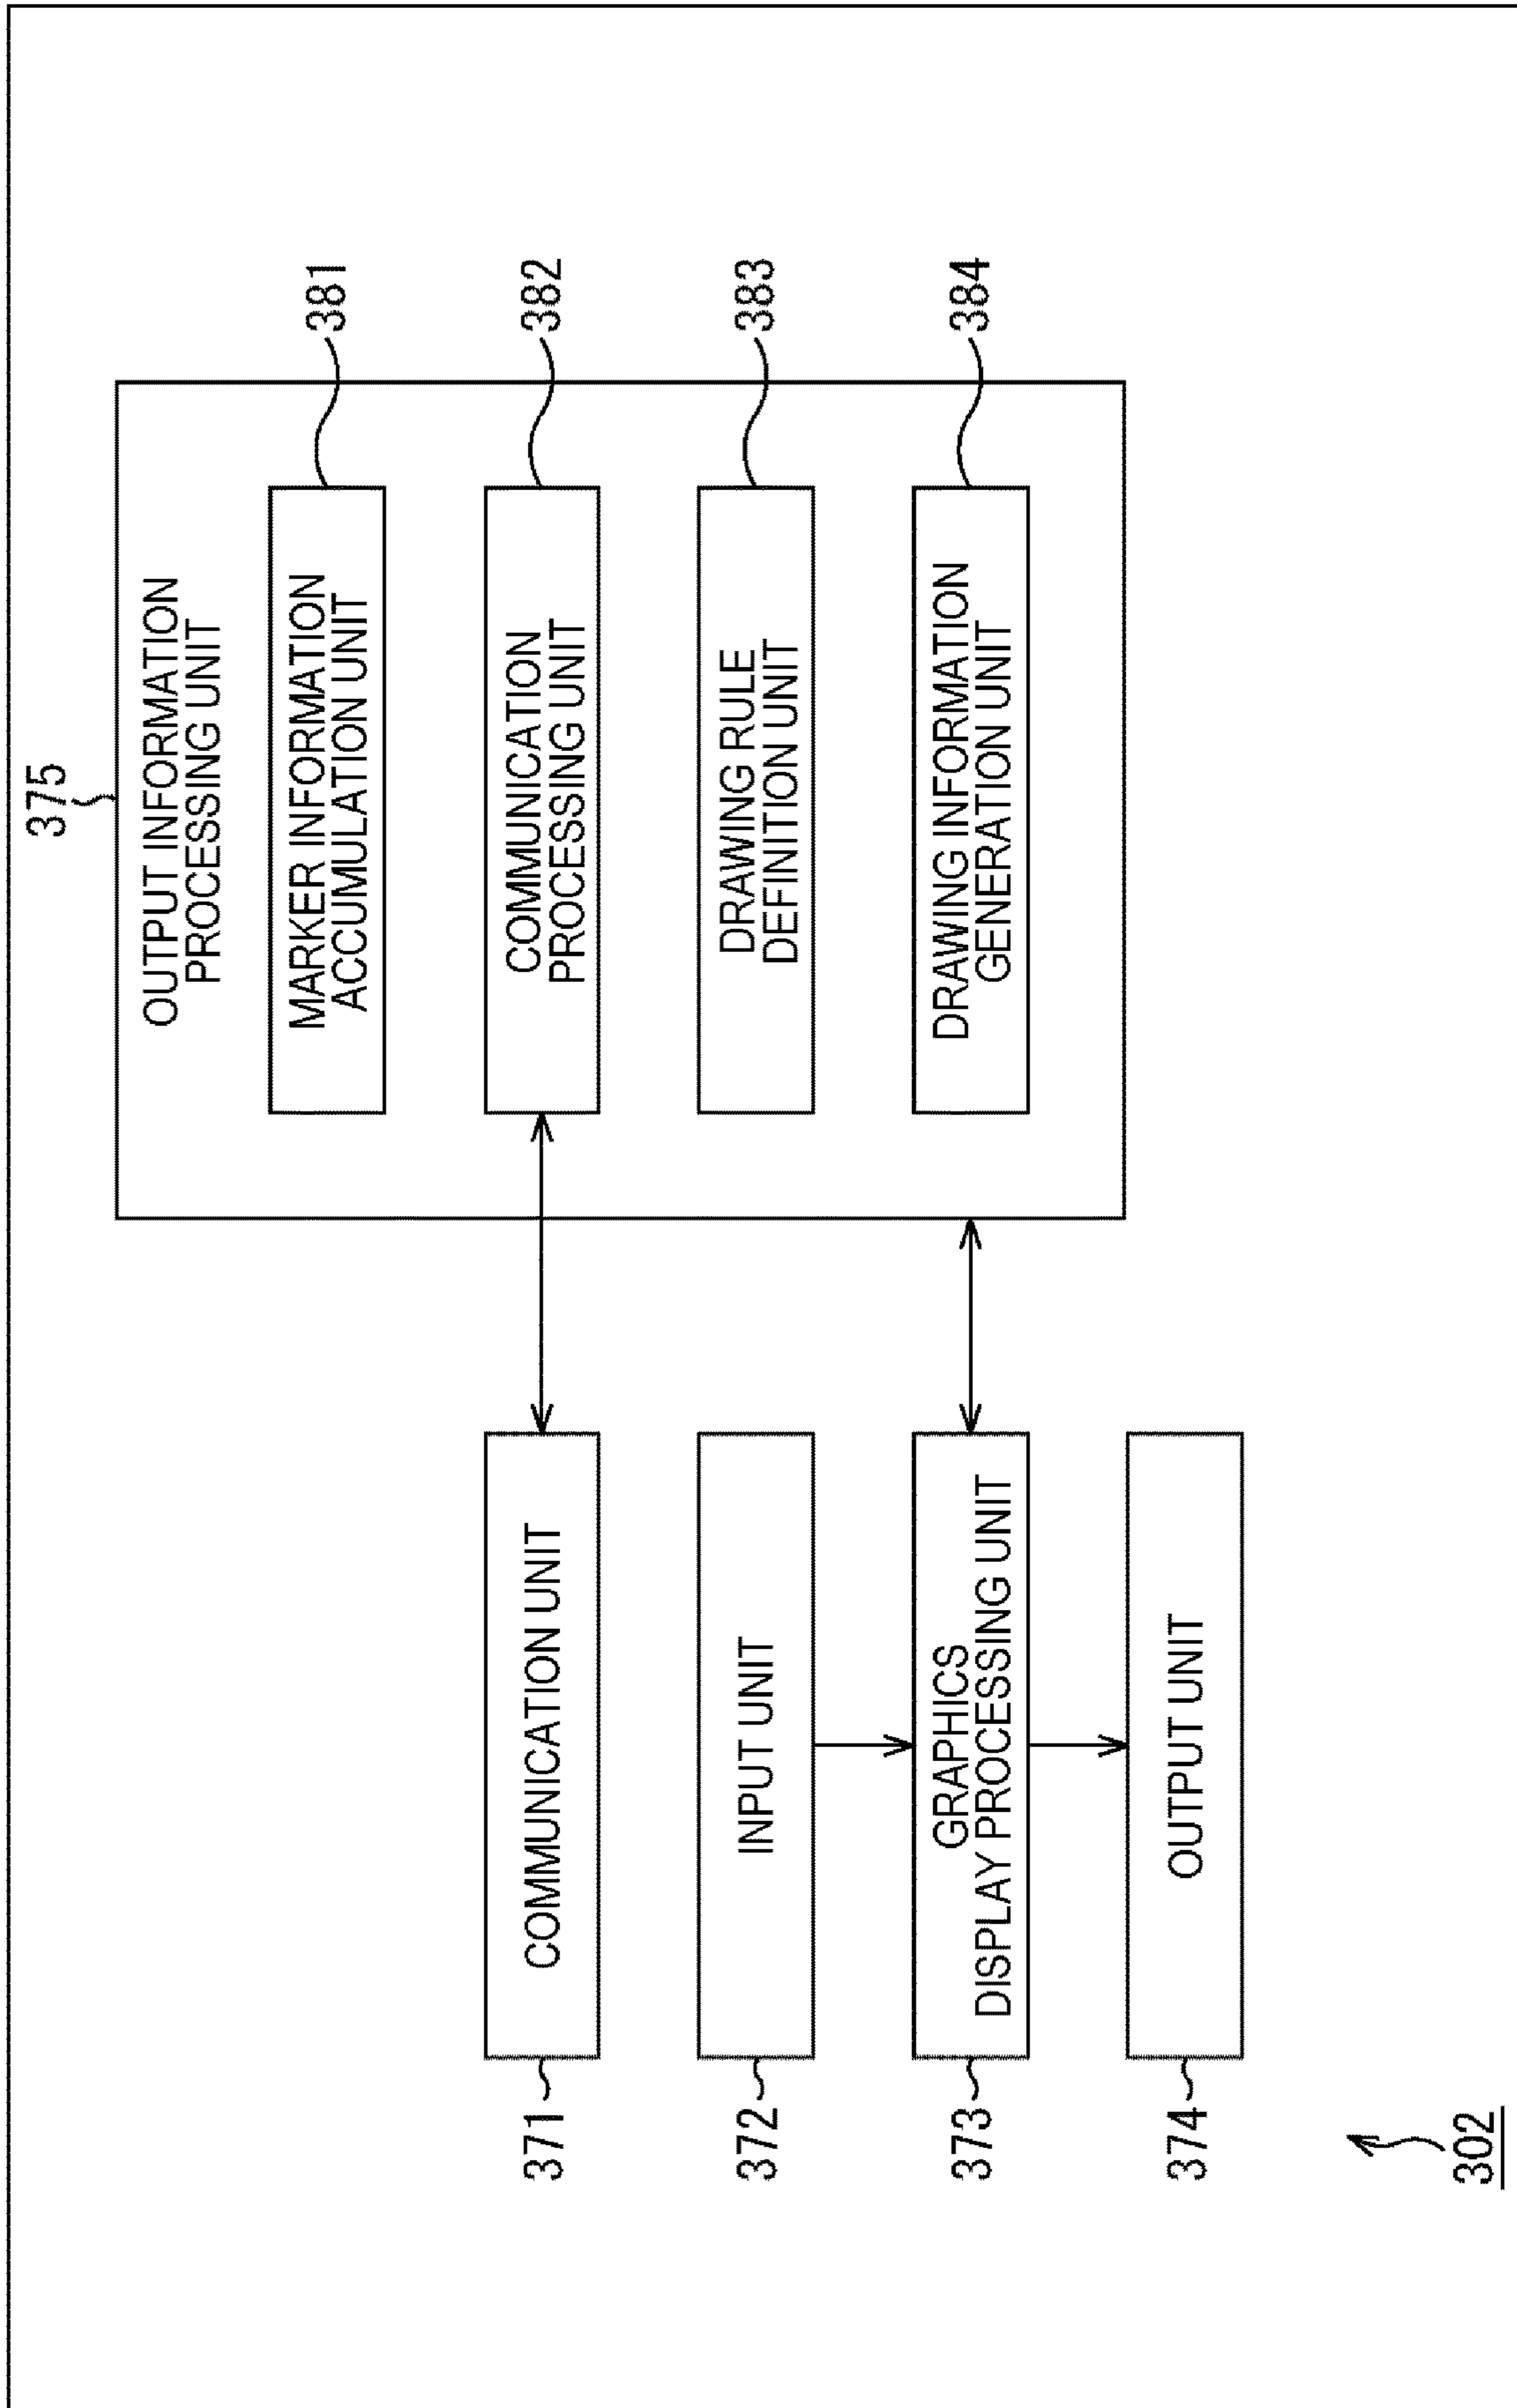 375
OUTPUT INFORMATION
PROCESSING UNIT
MARKER INFORMATION
ACCUMULATION UNIT
381
371
COMMUNICATION UNIT
COMMUNICATION
PROCESSING UNIT
382
372
INPUT UNIT
DRAWING RULE
DEFINITION UNIT
383
373
GRAPHICS
DISPLAY PROCESSING UNIT
DRAWING INFORMATION
GENERATION UNIT
384
374
OUTPUT UNIT
302